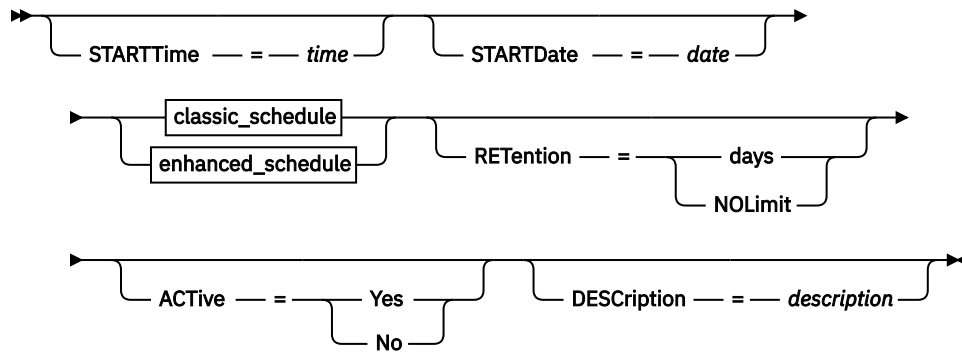 STARTTime = time STARTDate = date
classic_schedule
enhanced_schedule
RETention = days
NOLimit
ACTive = Yes
No
DESCription = description